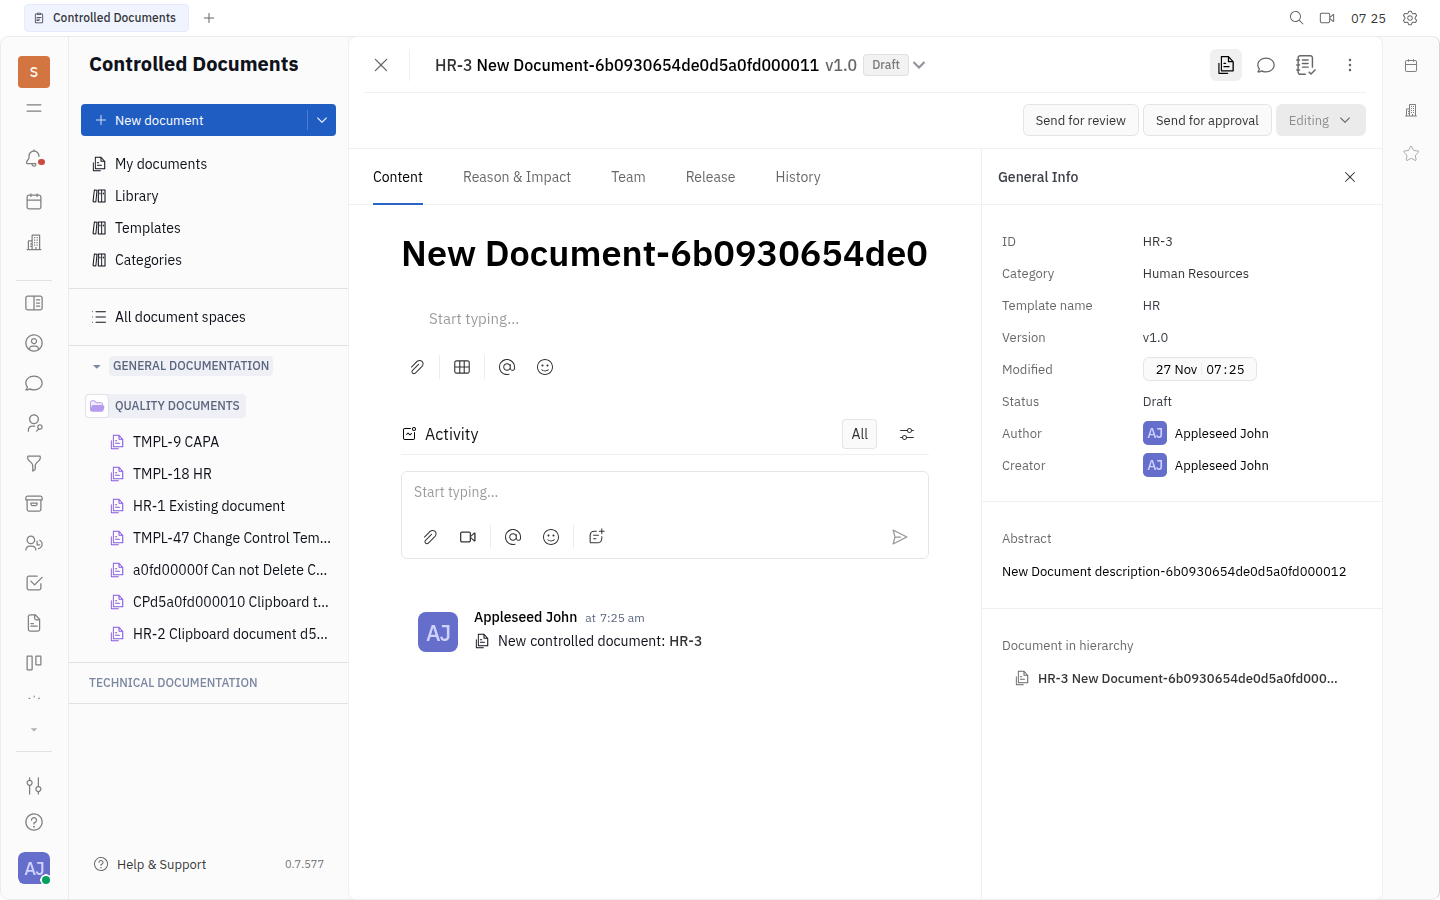 Controlled Documents
07 25
S
Controlled Documents
New document
My documents
Library
Templates
Categories
All document spaces
GENERAL DOCUMENTATION
QUALITY DOCUMENTS
TMPL-9 CAPA
TMPL-18 HR
HR-1 Existing document
TMPL-47 Change Control Tem...
a0fd00000f Can not Delete C...
CPd5a0fd000010 Clipboard t...
HR-2 Clipboard document d5...
TECHNICAL DOCUMENTATION
Help & Support
0.7.577
AJ
HR-3 New Document-6b0930654de0d5a0fd000011 v1.0 Draft
Send for review
Send for approval
Editing
Content
Reason & Impact
Team
Release
History
New Document-6b0930654de0
Start typing...
Activity
All
Start typing...
AJ
Appleseed John at 7:25 am
New controlled document: HR-3
General Info
ID HR-3
Category Human Resources
Template name HR
Version v1.0
Modified 27 Nov 07:25
Status Draft
Author AJ Appleseed John
Creator AJ Appleseed John
Abstract
New Document description-6b0930654de0d5a0fd000012
Document in hierarchy
HR-3 New Document-6b0930654de0d5a0fd000...